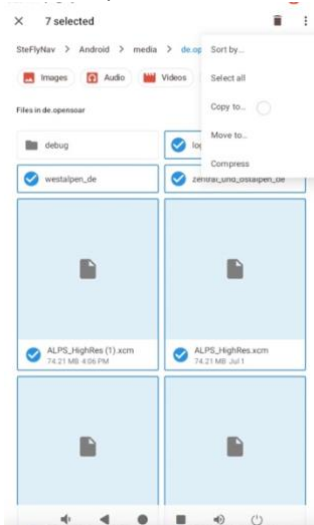 7 selected
SteFlyNav > Android > media > de.op
Sort by...
Images Audio Videos
Select all
Files in de.opensoar
Copy to...
Move to...
Compress
debug
lo
westalpen_de
zentral_und_ostalpen_de
ALPS_HighRes (1).xcm
74.21 MB 4:06 PM
ALPS_HighRes.xcm
74.21 MB Jul 1